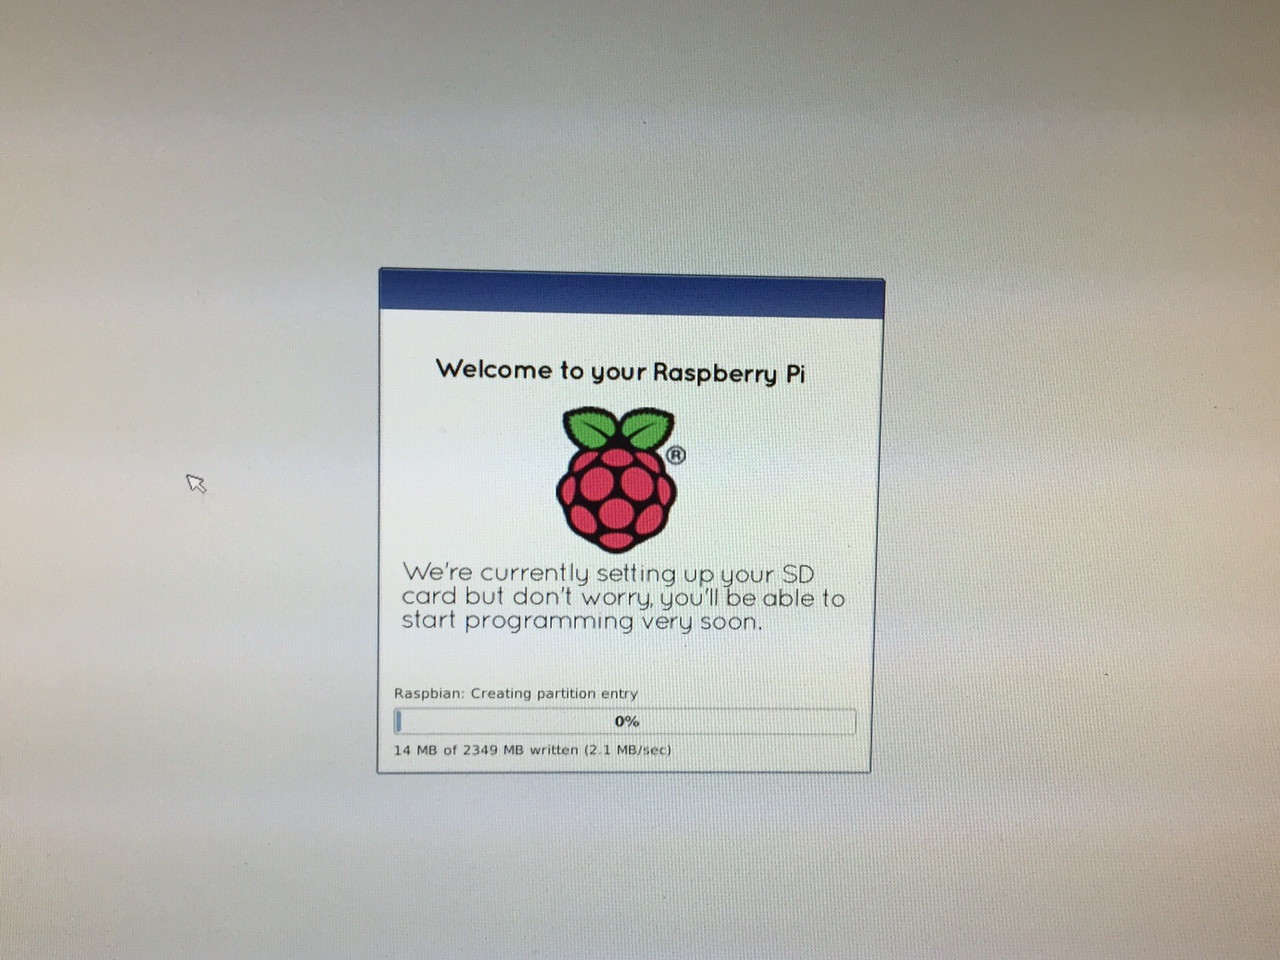 Welcome to your Raspberry Pi
®
We're currently setting up your SD
card but don't worry, you'll be able to
start programming very soon.
Raspbian: Creating partition entry
0%
14 MB of 2349 MB written (2.1 MB/sec)